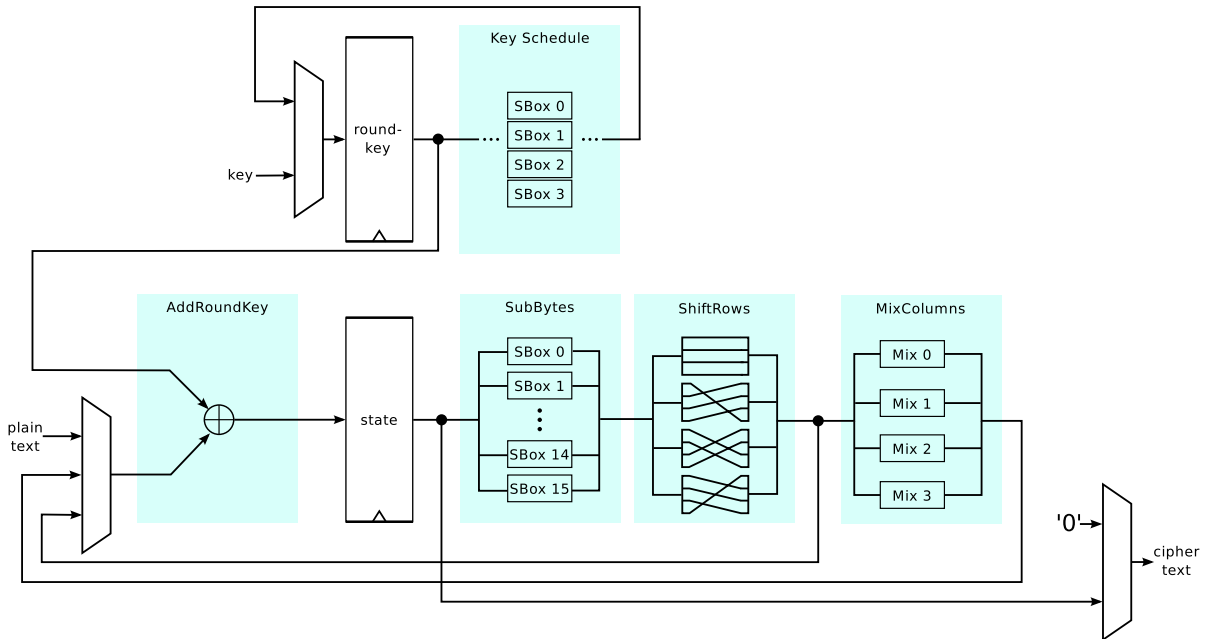 Key Schedule
SBox 0
round-
key
...
SBox 1
...
SBox 2
key
SBox 3
AddRoundKey
SubBytes
ShiftRows
MixColumns
SBox 0
Mix 0
SBox 1
Mix 1
plain
text
state
SBox 14
Mix 2
SBox 15
Mix 3
'0'
cipher
text